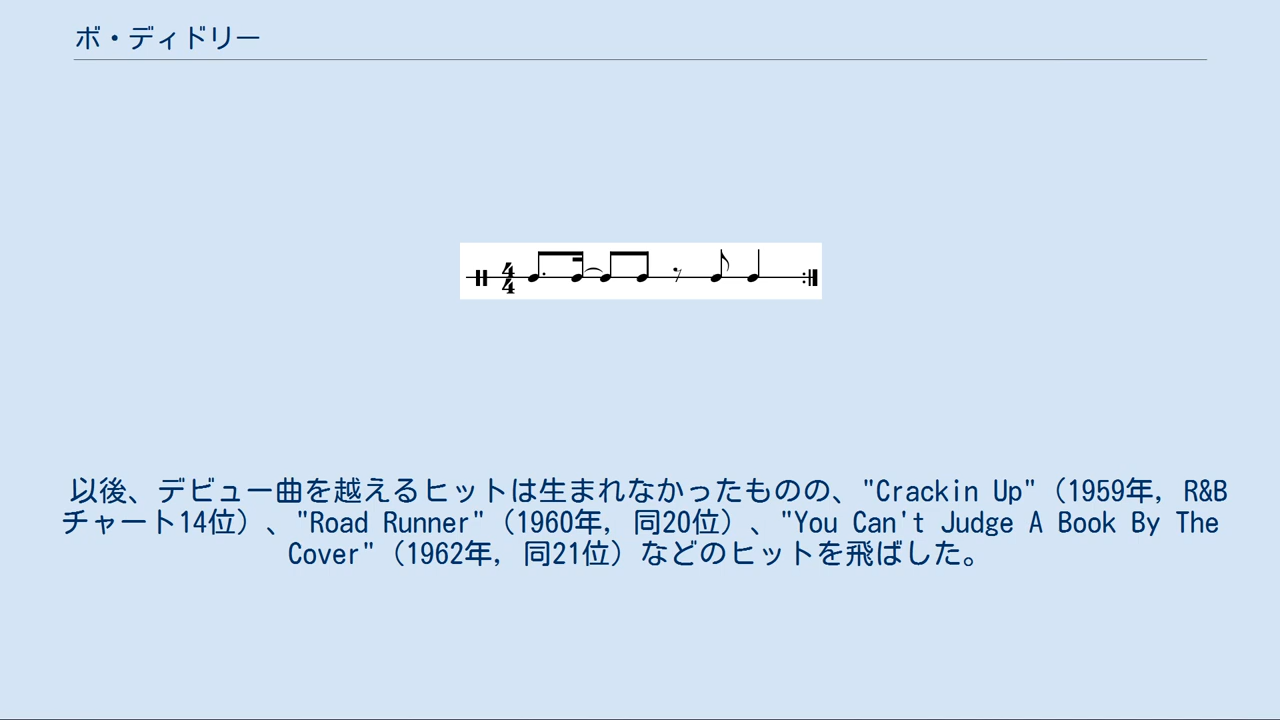 ボ・ディドリー
以後、デビュー曲を越えるヒットは生まれなかったものの、"Crackin Up"（1959年, R&B
チャート14位）、"Road Runner"（1960年, 同20位）、"You Can't Judge A Book By The
Cover"（1962年, 同21位）などのヒットを飛ばした。